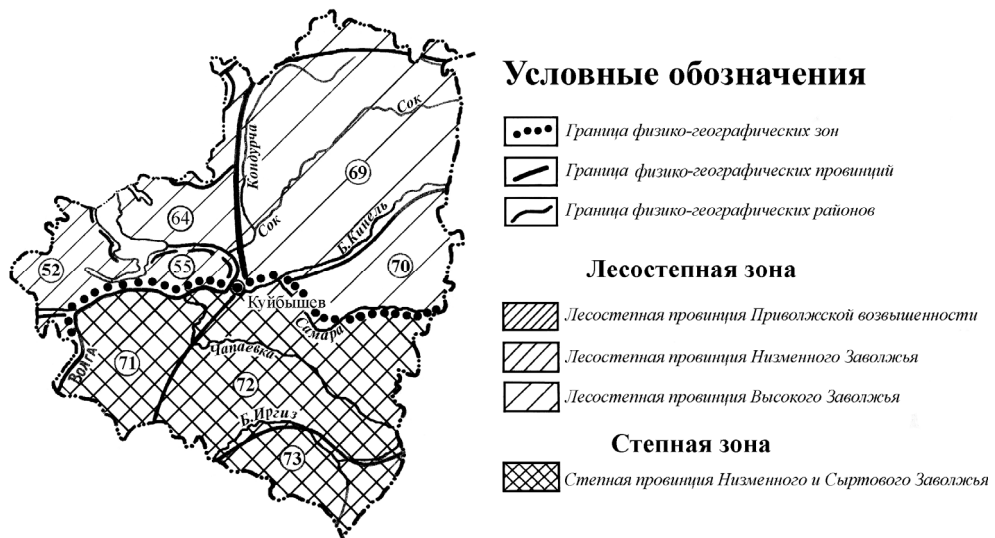 Условные обозначения
Граница физико-географических зон
Граница физико-географических провинций
Граница физико-географических районов
Лесостепная зона
Лесостепная провинция Приволжской возвышенности
Лесостепная провинция Низменного Заволжья
Лесостепная провинция Высокого Заволжья
Степная зона
Степная провинция Низменного и Сыртового Заволжья
Сок
Кондурча
69
64
Сок
Б.Кинель
52
55
70
Куйбышев
Самара
Чапаевка
71
Волга
72
Б.Иргиз
73